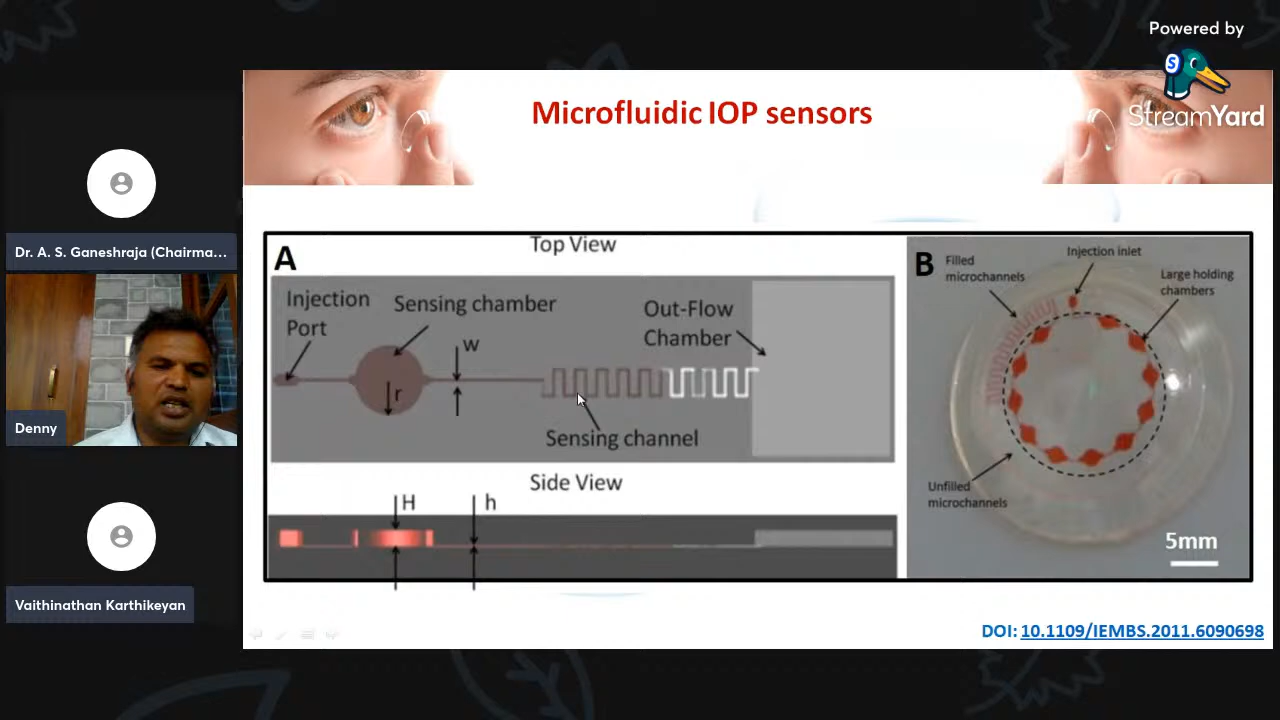 Powered by
StreamYard
Microfluidic IOP sensors
Dr. A. S. Ganeshraja (Chairma...
Denny
Vaithinathan Karthikeyan
A
Top View
Injection
Port
Sensing chamber
w
r
Out-Flow
Chamber
Sensing channel
Side View
H
h
B
Filled
microchannels
Injection inlet
Large holding
chambers
Unfilled
microchannels
5mm
DOI: 10.1109/IEMBS.2011.6090698